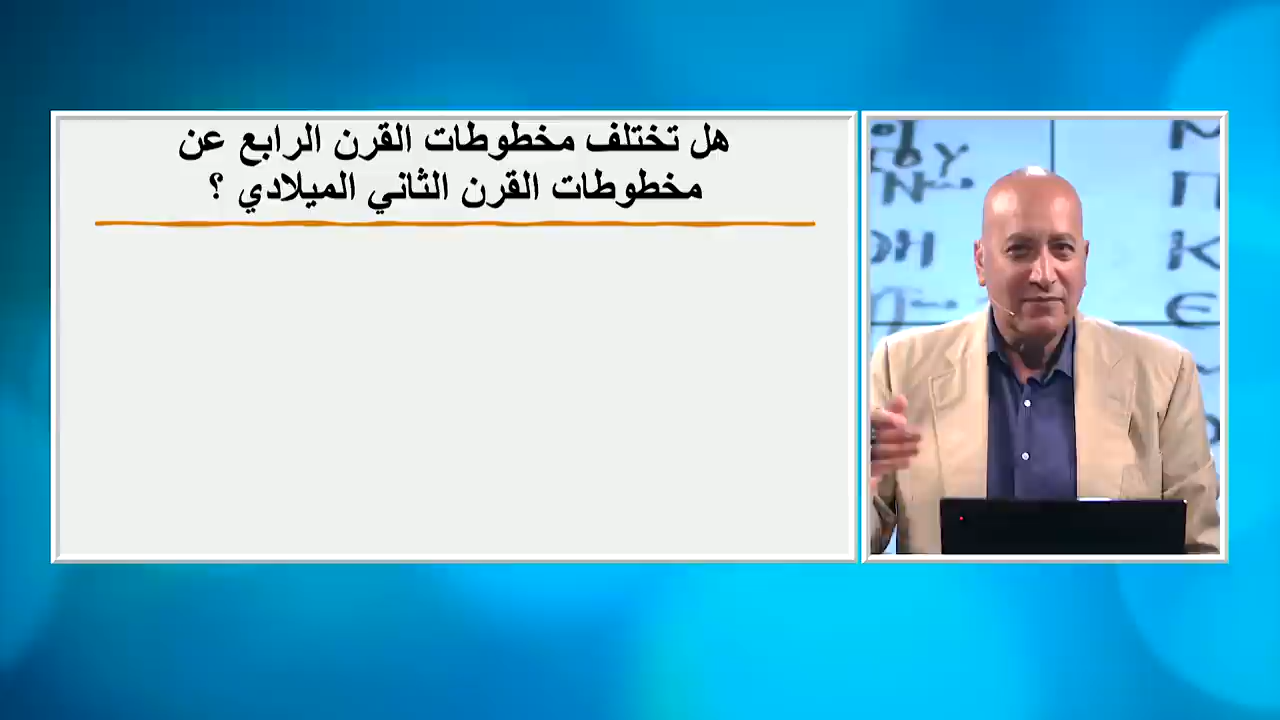 هل تختلف مخطوطات القرن الرابع عن
مخطوطات القرن الثاني الميلادي ؟